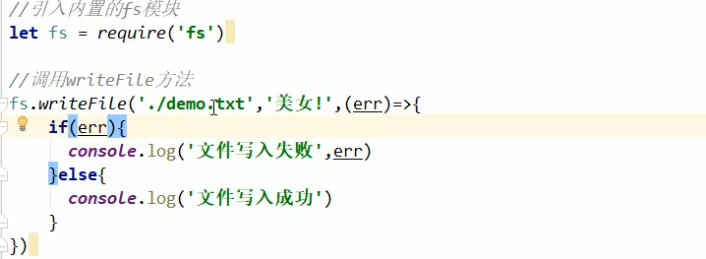 //引入内置的fs模块
let fs = require('fs')
//调用writeFile方法
fs.writeFile('./demo.txt','美女!',(err)=>{
if(err){
console.log('文件写入失败',err)
}else{
console.log('文件写入成功')
}
})